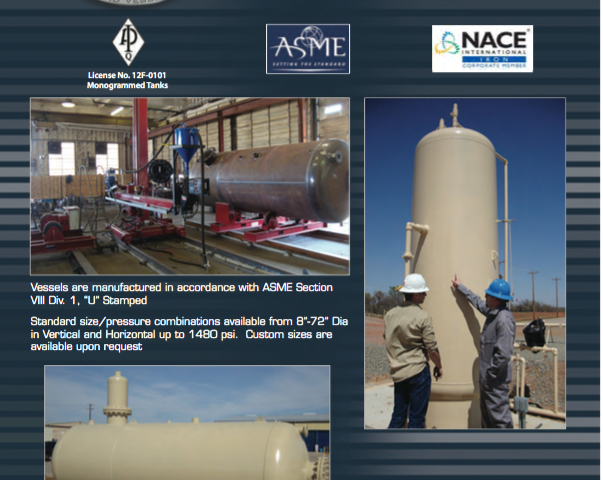 API
Q
License No. 12F-0101
Monogrammed Tanks
ASME
SETTING THE STANDARD
NACE®
INTERNATIONAL
IRON
CORPORATE MEMBER
Vessels are manufactured in accordance with ASME Section
VIII Div. 1, “U” Stamped
Standard size/pressure combinations available from 8”-72” Dia
in Vertical and Horizontal up to 1480 psi.  Custom sizes are
available upon request